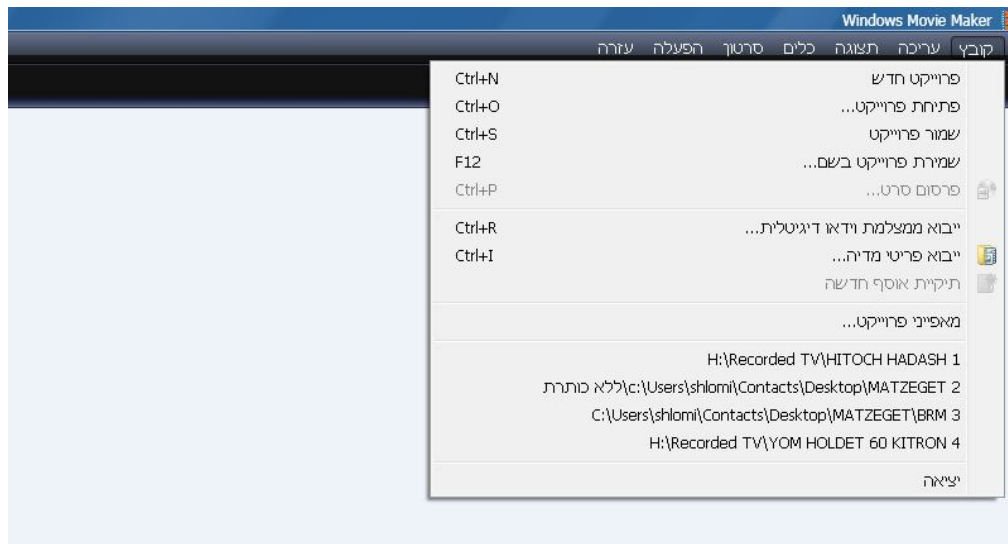 Windows Movie Maker
קובץ עריכה תצוגה כלים סרטון הפעלה עזרה
פרוייקט חדש Ctrl+N
פתיחת פרוייקט... Ctrl+O
שמור פרוייקט Ctrl+S
שמירת פרוייקט בשם... F12
פרסום סרט... Ctrl+P
ייבוא ממצלמת וידאו דיגיטלית... Ctrl+R
ייבוא פריטי מדיה... Ctrl+I
תיקיית אוסף חדשה
מאפייני פרוייקט...
1 H:\Recorded TV\HITOCH HADASH
2 c:\Users\shlomi\Contacts\Desktop\MATZEGET\ללא כותרת
3 C:\Users\shlomi\Contacts\Desktop\MATZEGET\BRM
4 H:\Recorded TV\YOM HOLDET 60 KITRON
יציאה